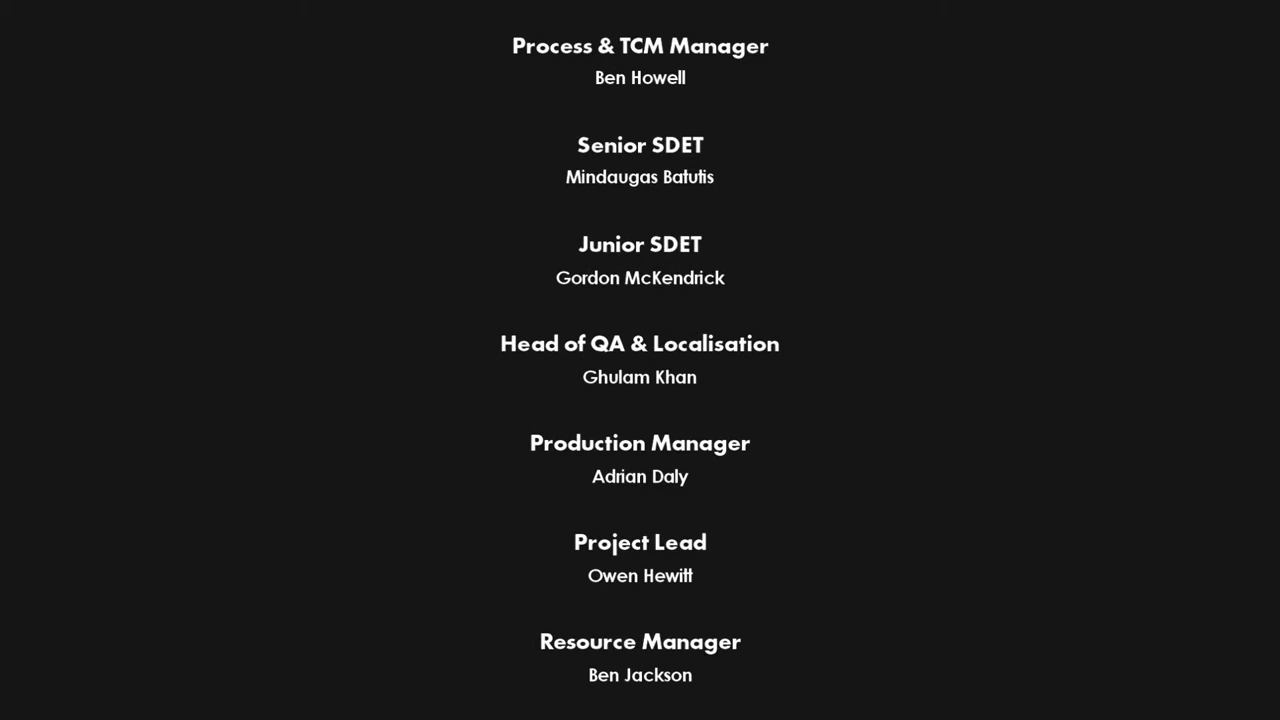 Process & TCM Manager
Ben Howell
Senior SDET
Mindaugas Batutis
Junior SDET
Gordon McKendrick
Head of QA & Localisation
Ghulam Khan
Production Manager
Adrian Daly
Project Lead
Owen Hewitt
Resource Manager
Ben Jackson